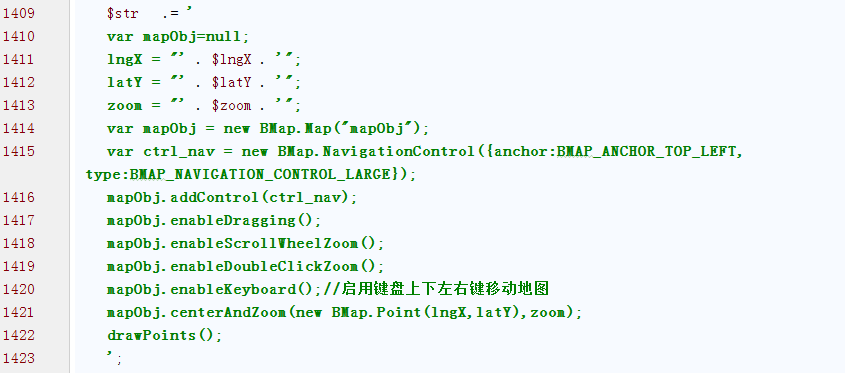 1409 $str .= '
1410 var mapObj=null;
1411 lngX = "' . $lngX . '";
1412 latY = "' . $latY . '";
1413 zoom = "' . $zoom . '";
1414 var mapObj = new BMap.Map("mapObj");
1415 var ctrl_nav = new BMap.NavigationControl({anchor:BMAP_ANCHOR_TOP_LEFT,
type:BMAP_NAVIGATION_CONTROL_LARGE});
1416 mapObj.addControl(ctrl_nav);
1417 mapObj.enableDragging();
1418 mapObj.enableScrollWheelZoom();
1419 mapObj.enableDoubleClickZoom();
1420 mapObj.enableKeyboard();//启用键盘上下左右键移动地图
1421 mapObj.centerAndZoom(new BMap.Point(lngX,latY),zoom);
1422 drawPoints();
1423 ';